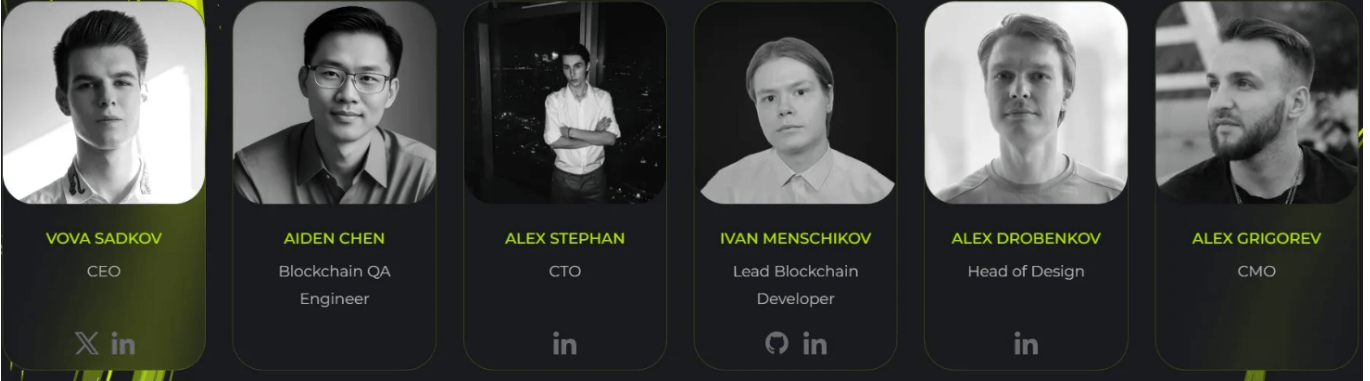 VOVA SADKOV
CEO
AIDEN CHEN
Blockchain QA
Engineer
ALEX STEPHAN
CTO
IVAN MENSCHIKOV
Lead Blockchain
Developer
ALEX DROBENKOV
Head of Design
ALEX GRIGOREV
CMO